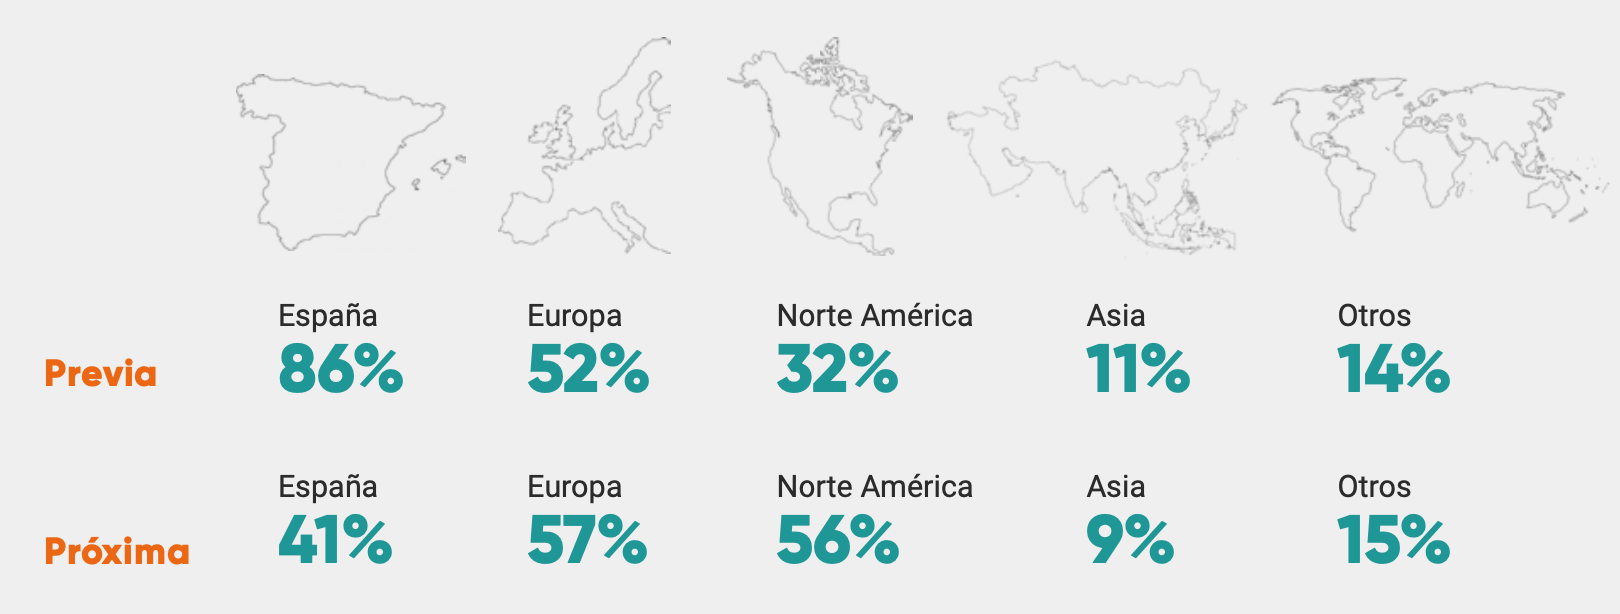 España Europa Norte América Asia Otros
Previa 86% 52% 32% 11% 14%
España Europa Norte América Asia Otros
Próxima 41% 57% 56% 9% 15%